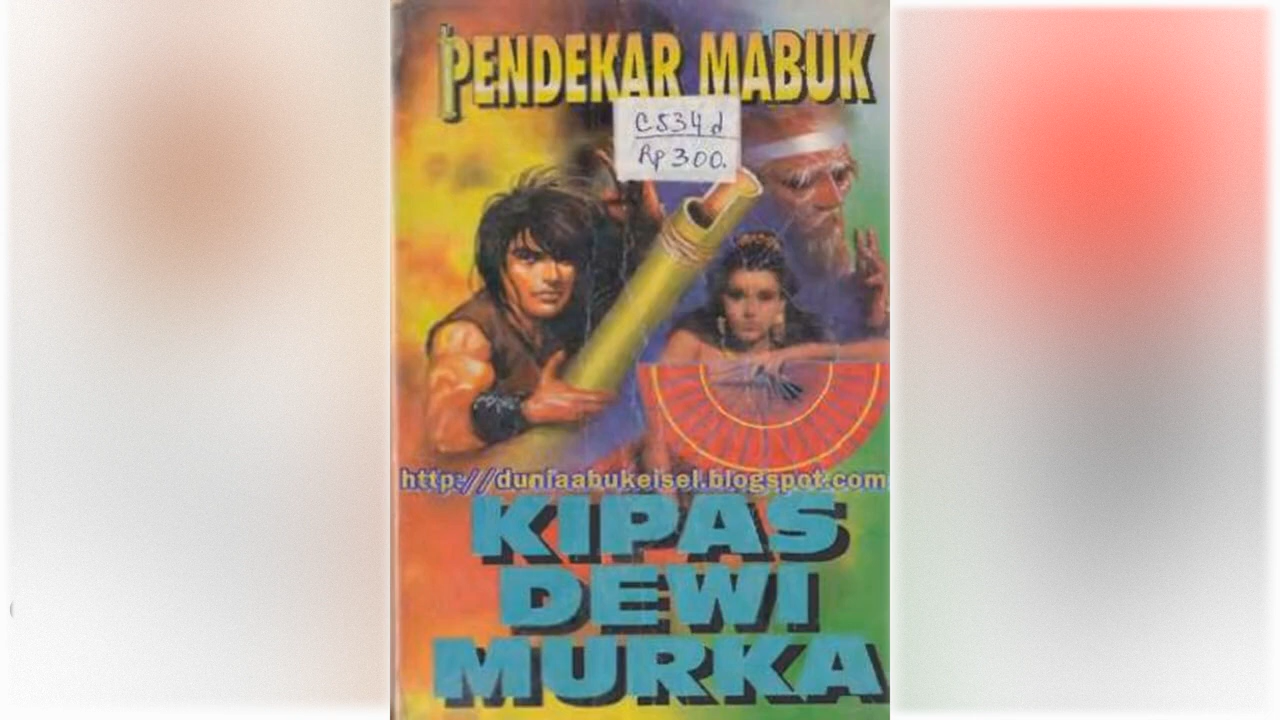 PENDEKAR MABUK
C534d
Rp 300.
http://duniaabukeisel.blogspot.com
KIPAS
DEWI
MURKA